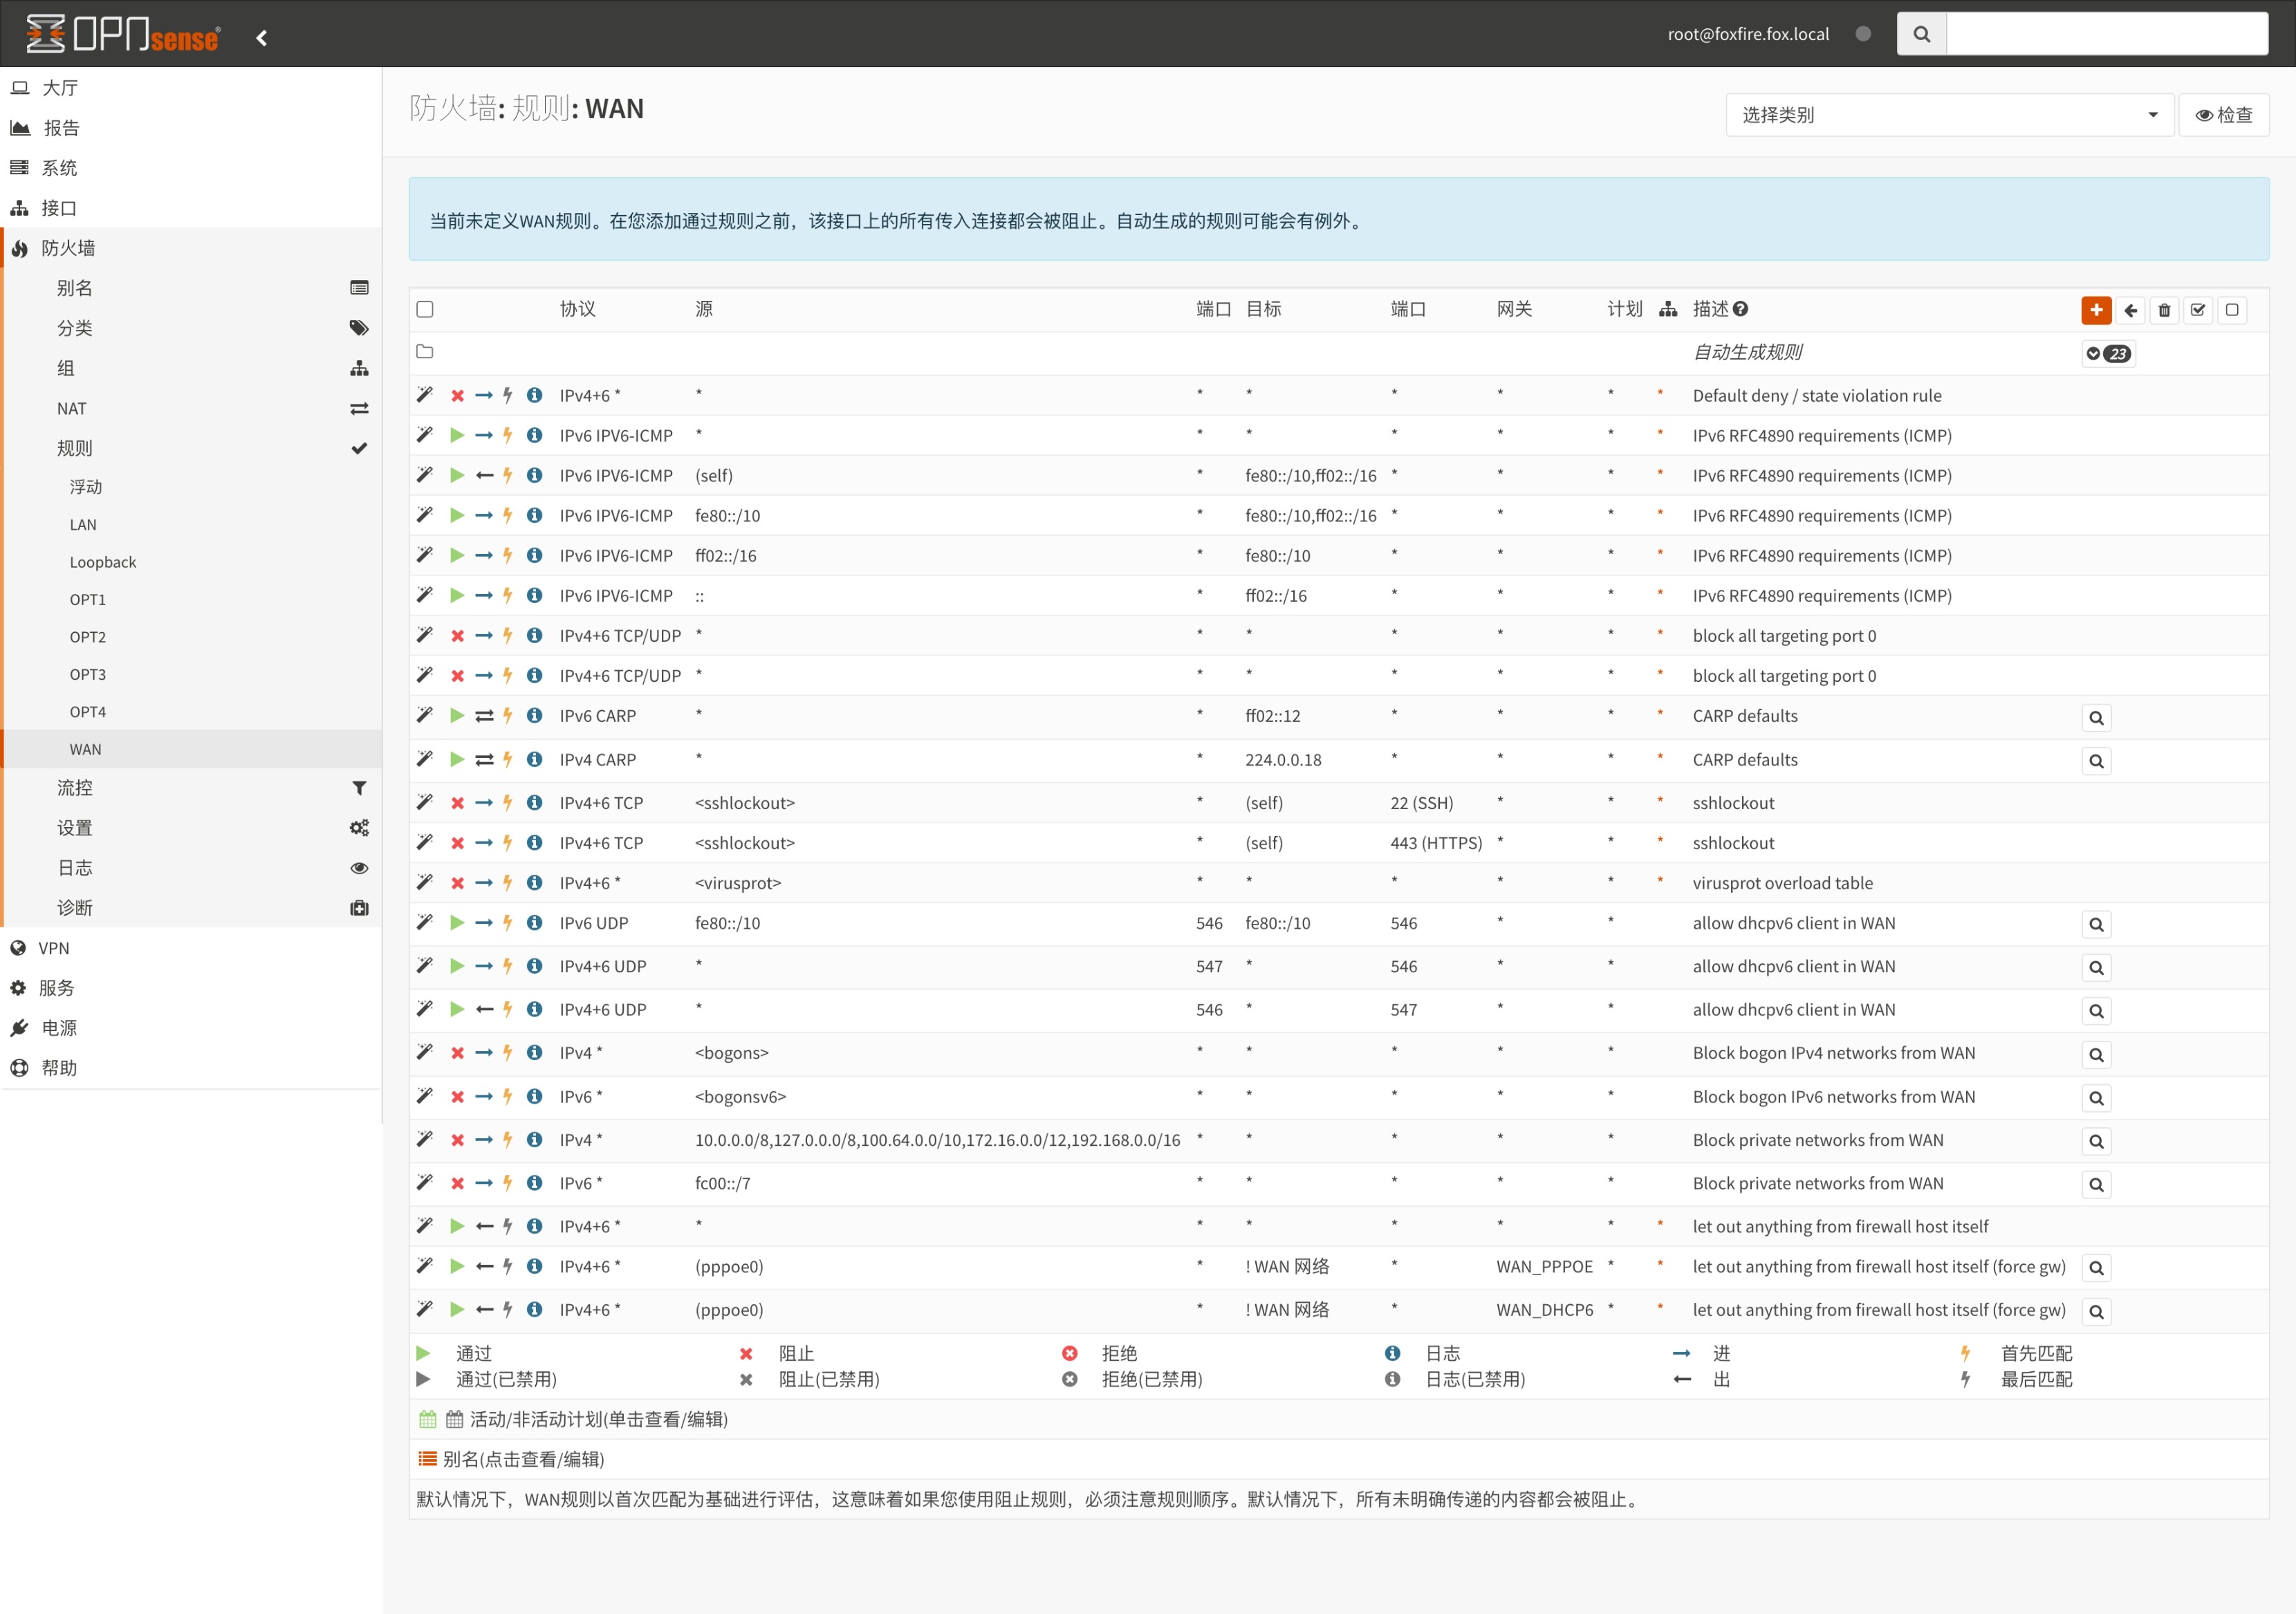 OPNsense®
root@foxfire.fox.local
大厅
报告
系统
接口
防火墙
别名
分类
组
NAT
规则
浮动
LAN
Loopback
OPT1
OPT2
OPT3
OPT4
WAN
流控
设置
日志
诊断
VPN
服务
电源
帮助
防火墙: 规则: WAN
选择类别
检查
当前未定义WAN规则。在您添加通过规则之前，该接口上的所有传入连接都会被阻止。自动生成的规则可能会有例外。
协议 源 端口 目标 端口 网关 计划 描述
自动生成规则 23
IPv4+6 * * * * * * * * Default deny / state violation rule
IPv6 IPV6-ICMP * * * * * * * IPv6 RFC4890 requirements (ICMP)
IPv6 IPV6-ICMP (self) * fe80::/10,ff02::/16 * * * * IPv6 RFC4890 requirements (ICMP)
IPv6 IPV6-ICMP fe80::/10 * fe80::/10,ff02::/16 * * * * IPv6 RFC4890 requirements (ICMP)
IPv6 IPV6-ICMP ff02::/16 * fe80::/10 * * * * IPv6 RFC4890 requirements (ICMP)
IPv6 IPV6-ICMP :: * ff02::/16 * * * * IPv6 RFC4890 requirements (ICMP)
IPv4+6 TCP/UDP * * * * * * * block all targeting port 0
IPv4+6 TCP/UDP * * * * * * * block all targeting port 0
IPv6 CARP * * ff02::12 * * * * CARP defaults
IPv4 CARP * * 224.0.0.18 * * * * CARP defaults
IPv4+6 TCP <sshlockout> * (self) 22 (SSH) * * * sshlockout
IPv4+6 TCP <sshlockout> * (self) 443 (HTTPS) * * * sshlockout
IPv4+6 * <virusprot> * * * * * * virusprot overload table
IPv6 UDP fe80::/10 546 fe80::/10 546 * * * allow dhcpv6 client in WAN
IPv4+6 UDP * 547 * 546 * * * allow dhcpv6 client in WAN
IPv4+6 UDP * 546 * 547 * * * allow dhcpv6 client in WAN
IPv4 * <bogons> * * * * * Block bogon IPv4 networks from WAN
IPv6 * <bogonsv6> * * * * * Block bogon IPv6 networks from WAN
IPv4 * 10.0.0.0/8,127.0.0.0/8,100.64.0.0/10,172.16.0.0/12,192.168.0.0/16 * * * * * Block private networks from WAN
IPv6 * fc00::/7 * * * * * Block private networks from WAN
IPv4+6 * * * * * * * * let out anything from firewall host itself
IPv4+6 * (pppoe0) * ! WAN 网络 * WAN_PPPOE * * let out anything from firewall host itself (force gw)
IPv4+6 * (pppoe0) * ! WAN 网络 * WAN_DHCP6 * * let out anything from firewall host itself (force gw)
通过 阻止 拒绝 日志 进 首先匹配
通过(已禁用) 阻止(已禁用) 拒绝(已禁用) 日志(已禁用) 出 最后匹配
活动/非活动计划(单击查看/编辑)
别名(点击查看/编辑)
默认情况下，WAN规则以首次匹配为基础进行评估，这意味着如果您使用阻止规则，必须注意规则顺序。默认情况下，所有未明确传递的内容都会被阻止。